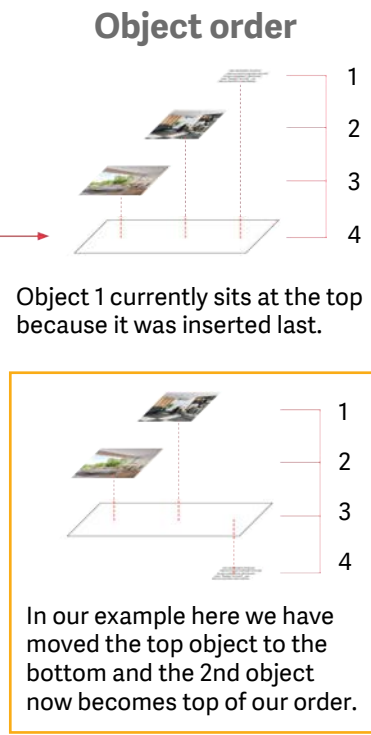 Object order
1
2
3
4
Object 1 currently sits at the top
because it was inserted last.
1
2
3
4
In our example here we have
moved the top object to the
bottom and the 2nd object
now becomes top of our order.